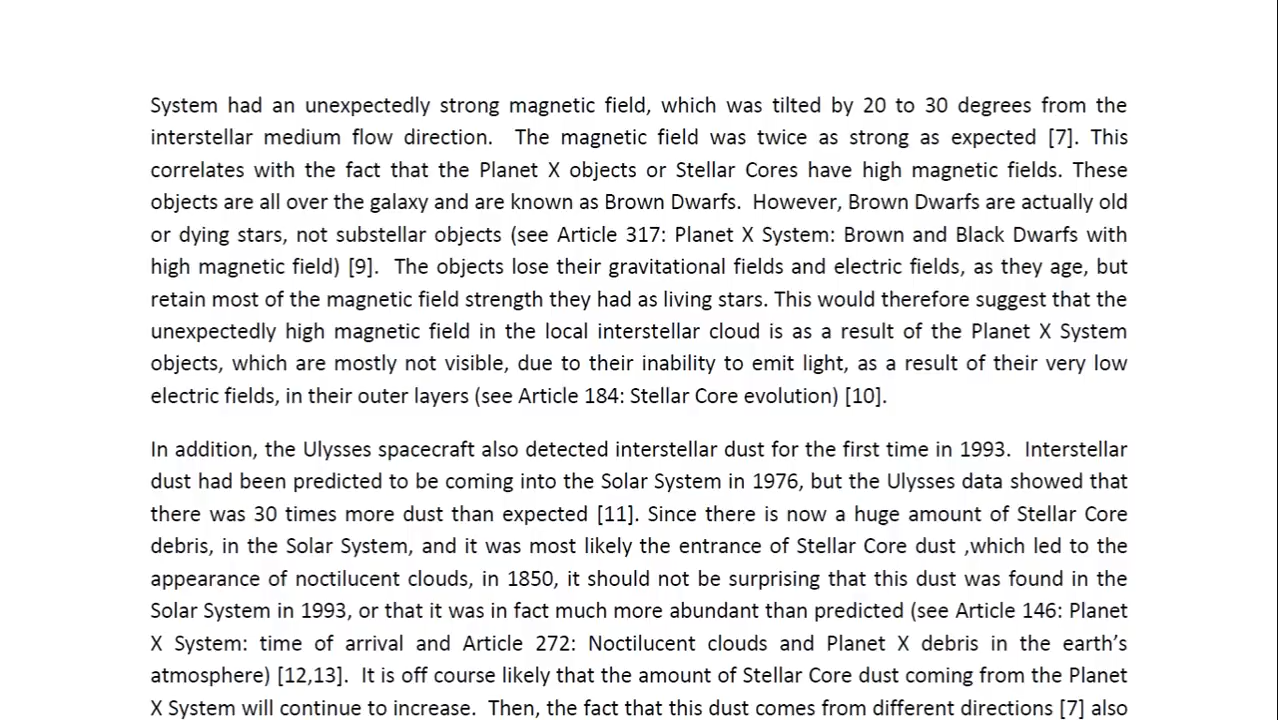 System had an unexpectedly strong magnetic field, which was tilted by 20 to 30 degrees from the
interstellar medium flow direction.  The magnetic field was twice as strong as expected [7]. This
correlates with the fact that the Planet X objects or Stellar Cores have high magnetic fields. These
objects are all over the galaxy and are known as Brown Dwarfs.  However, Brown Dwarfs are actually old
or dying stars, not substellar objects (see Article 317: Planet X System: Brown and Black Dwarfs with
high magnetic field) [9].  The objects lose their gravitational fields and electric fields, as they age, but
retain most of the magnetic field strength they had as living stars. This would therefore suggest that the
unexpectedly high magnetic field in the local interstellar cloud is as a result of the Planet X System
objects, which are mostly not visible, due to their inability to emit light, as a result of their very low
electric fields, in their outer layers (see Article 184: Stellar Core evolution) [10].
In addition, the Ulysses spacecraft also detected interstellar dust for the first time in 1993.  Interstellar
dust had been predicted to be coming into the Solar System in 1976, but the Ulysses data showed that
there was 30 times more dust than expected [11]. Since there is now a huge amount of Stellar Core
debris, in the Solar System, and it was most likely the entrance of Stellar Core dust ,which led to the
appearance of noctilucent clouds, in 1850, it should not be surprising that this dust was found in the
Solar System in 1993, or that it was in fact much more abundant than predicted (see Article 146: Planet
X System: time of arrival and Article 272: Noctilucent clouds and Planet X debris in the earth’s
atmosphere) [12,13].  It is off course likely that the amount of Stellar Core dust coming from the Planet
X System will continue to increase.  Then, the fact that this dust comes from different directions [7] also